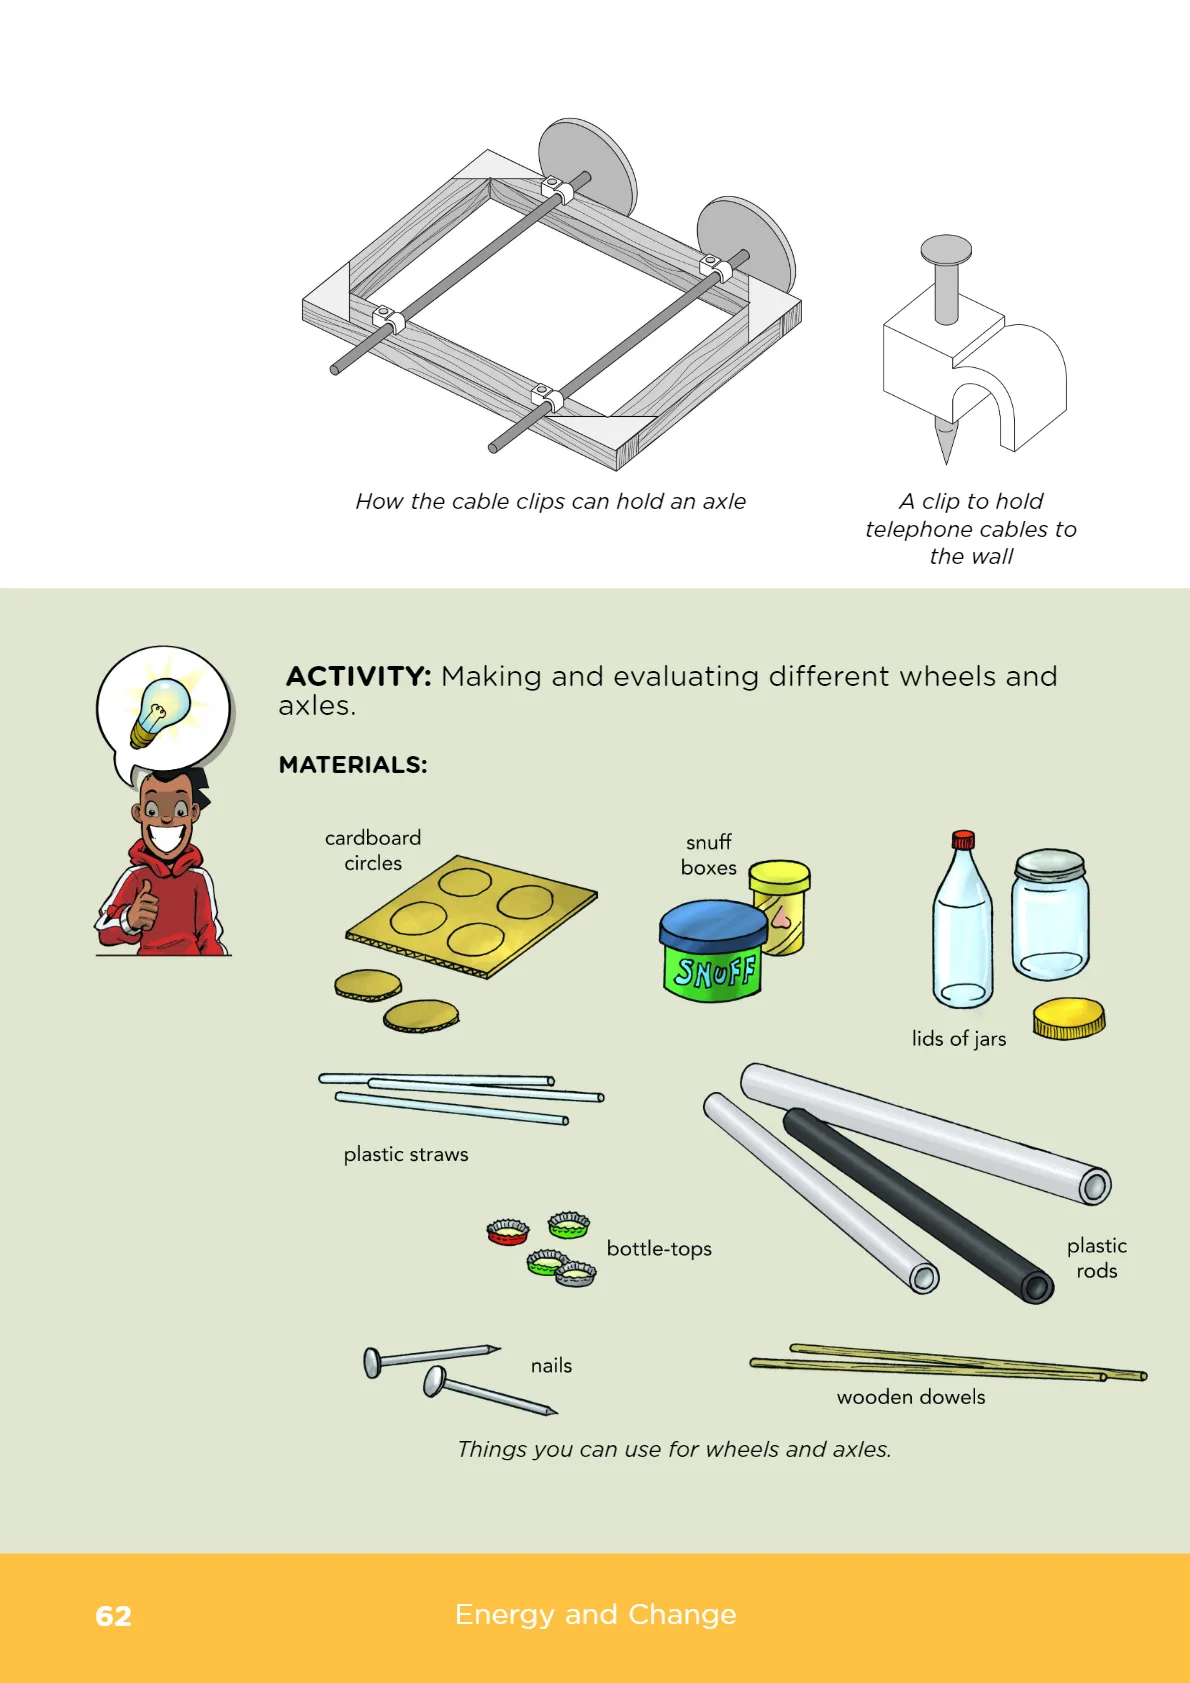 How the cable clips can hold an axle
A clip to hold
telephone cables to
the wall
ACTIVITY: Making and evaluating different wheels and
axles.
MATERIALS:
cardboard
circles
snuff
boxes
SNUFF
lids of jars
plastic straws
bottle-tops
plastic
rods
nails
wooden dowels
Things you can use for wheels and axles.
62
Energy and Change